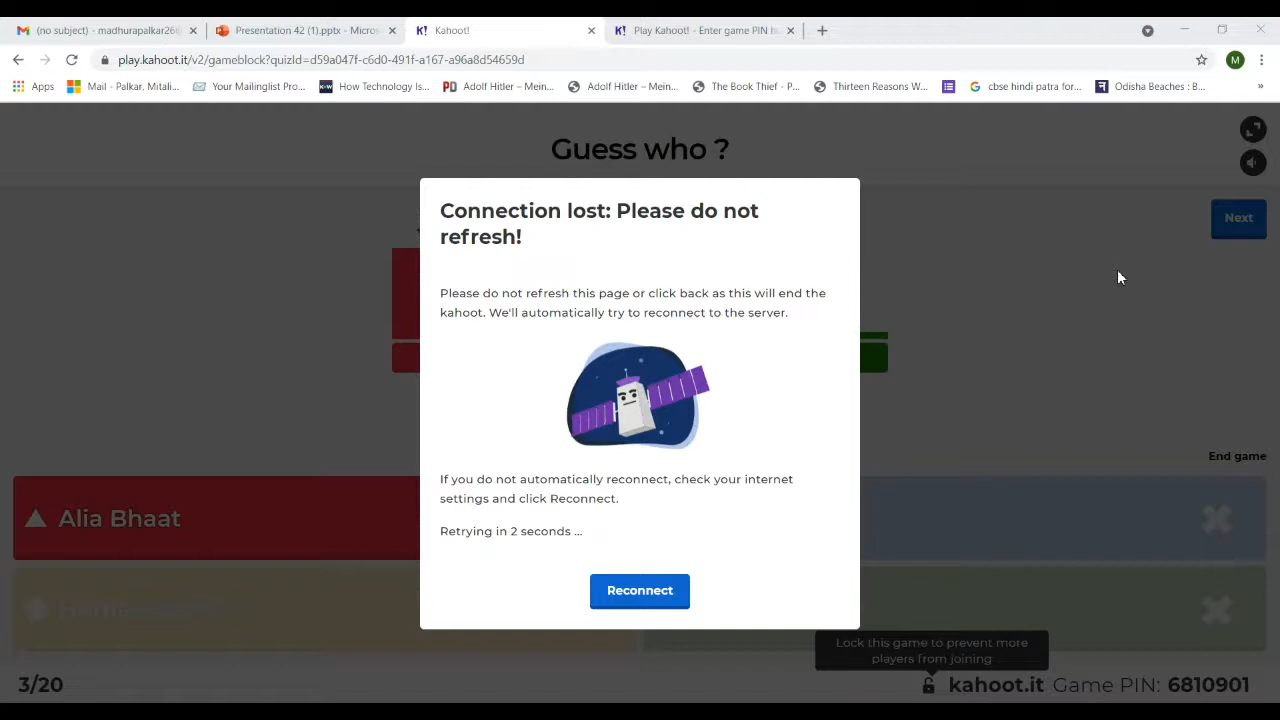 (no subject) - madhurapalkar26@
Presentation 42 (1).pptx - Micros
Kahoot!
Play Kahoot! - Enter game PIN h
play.kahoot.it/v2/gameblock?quizId=d59a047f-c6d0-491f-a167-a96a8d54659d
M
Apps
Mail - Palkar, Mitali...
Your Mailinglist Pro...
How Technology Is...
Adolf Hitler – Mein...
Adolf Hitler – Mein...
The Book Thief - P...
Thirteen Reasons W...
cbse hindi patra for...
Odisha Beaches : B...
»
Guess who ?
Next
Connection lost: Please do not
refresh!
Please do not refresh this page or click back as this will end the
kahoot. We'll automatically try to reconnect to the server.
If you do not automatically reconnect, check your internet
settings and click Reconnect.
Retrying in 2 seconds ...
Reconnect
End game
Alia Bhaat
Lock this game to prevent more
players from joining
3/20
kahoot.it Game PIN: 6810901